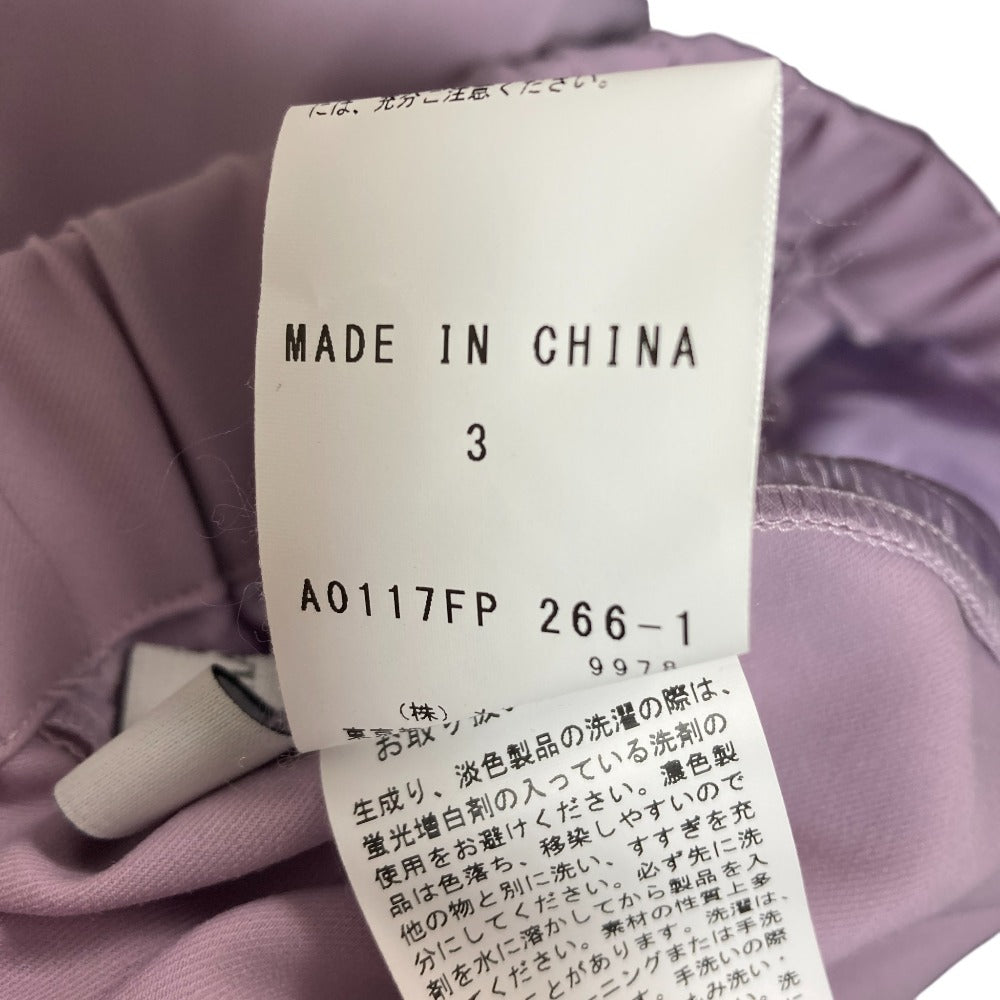 には、充分ご注意ください。
MADE IN CHINA
3
A0117FP 266-1
9978
(株)
お取り扱い
生成り、淡色製品の洗濯の際は、
蛍光増白剤の入っている洗剤の
使用をお避けください。濃色製
品は色落ち、移染しやすいので
他の物と別に洗い、すすぎを充
分にしてください。必ず先に洗
剤を水に溶かしてから製品を入
てください。素材の性質上多
ことがあります。洗濯は、
ニングまたは手洗
手洗いの際
もみ洗い・
洗